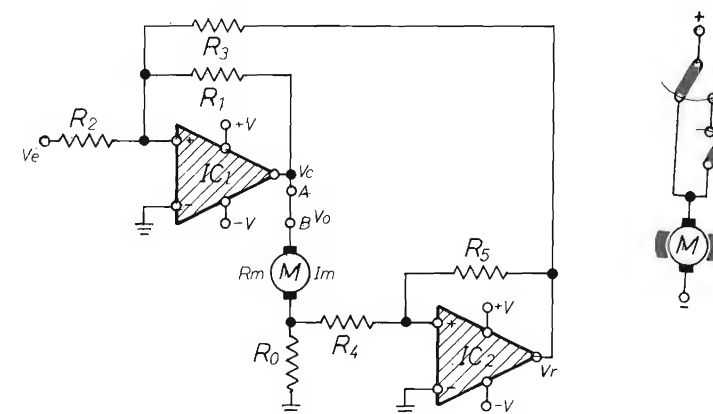 R3
R1
R2
Ve
+
+V
IC1
Vc
A
-
-V
B Vo
Rm M Im
R5
R4
+
+V
IC2
R0
-
Vr
-V
+
M
-